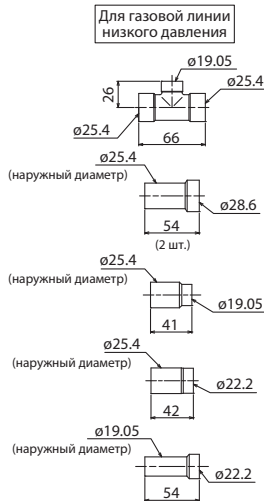 Для газовой линии
низкого давления
ø19.05
26
ø25.4
ø25.4
66
ø25.4
(наружный диаметр)
ø28.6
54
(2 шт.)
ø25.4
(наружный диаметр)
ø19.05
41
ø25.4
(наружный диаметр)
ø22.2
42
ø19.05
(наружный диаметр)
ø22.2
54